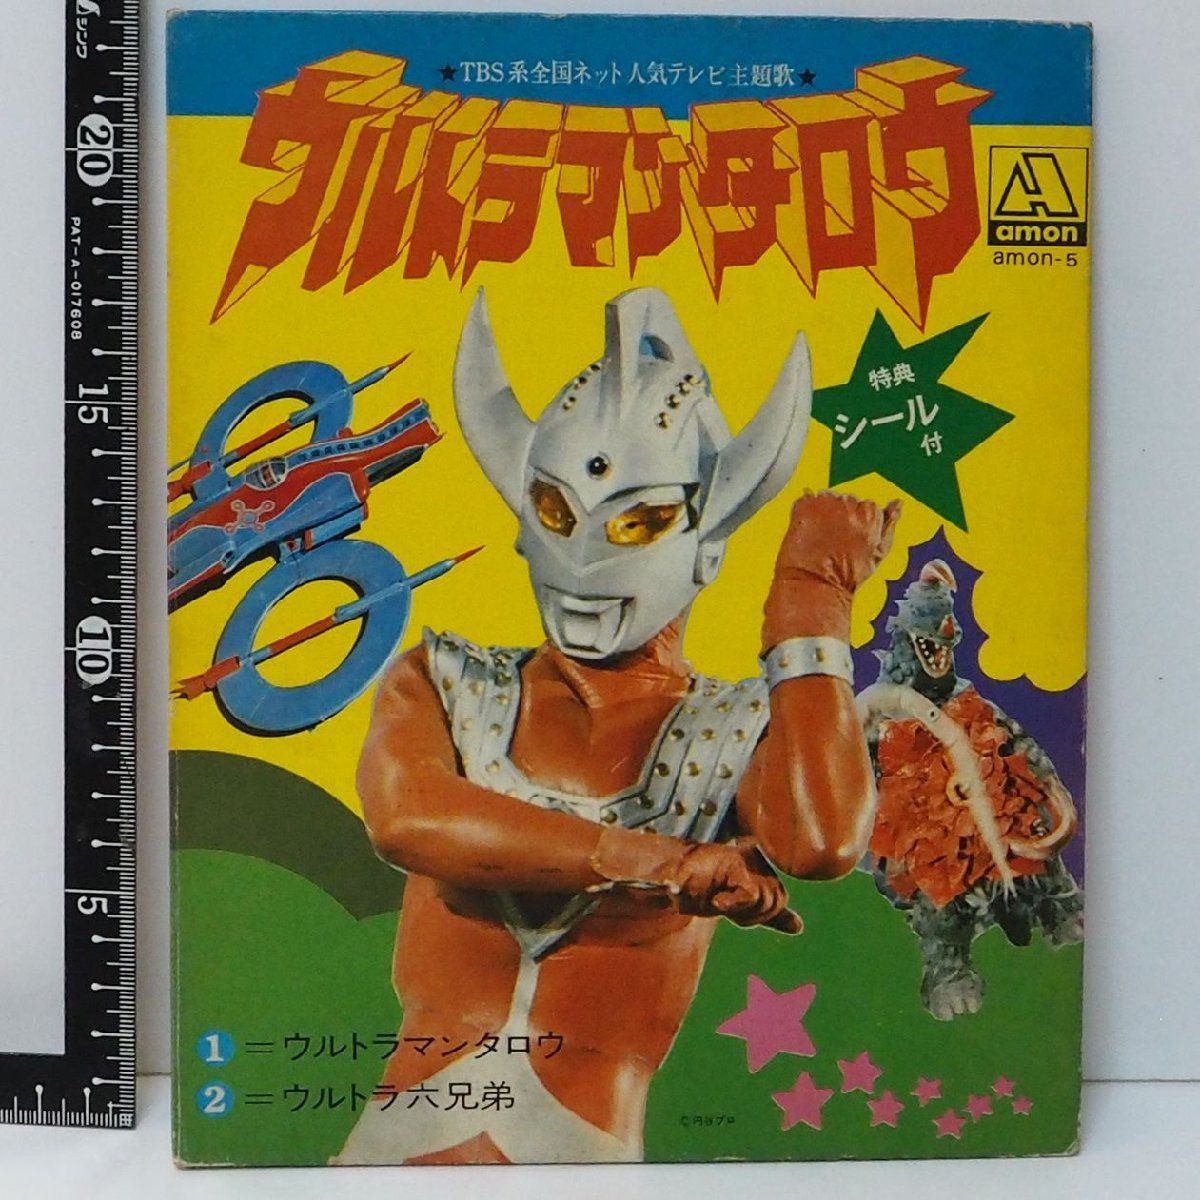 ★TBS系全国ネット人気テレビ主題歌★
ウルトラマンタロウ
A
amon
amon-5
特典
シール
付
1=ウルトラマンタロウ
2=ウルトラ六兄弟
©円谷プロ
シンワ
20
PAT-A-017608
15
10
5